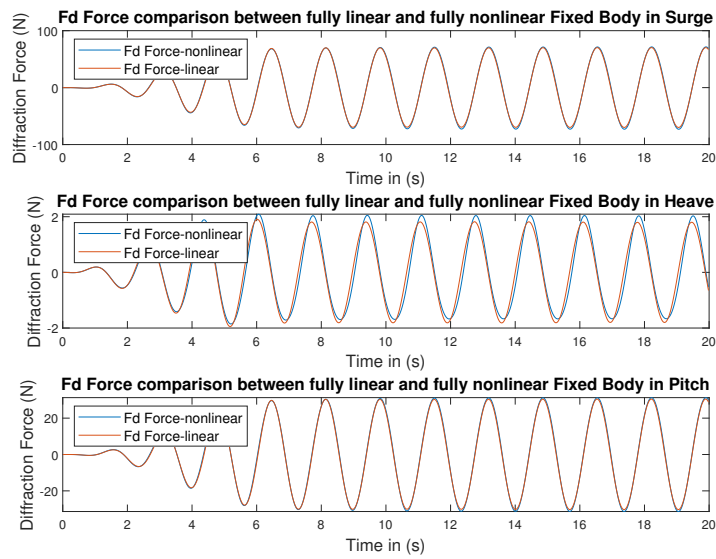 Fd Force comparison between fully linear and fully nonlinear Fixed Body in Surge
Diffraction Force (N)
100
0
-100
Fd Force-nonlinear
Fd Force-linear
0 2 4 6 8 10 12 14 16 18 20
Time in (s)
Fd Force comparison between fully linear and fully nonlinear Fixed Body in Heave
Diffraction Force (N)
2
0
-2
Fd Force-nonlinear
Fd Force-linear
0 2 4 6 8 10 12 14 16 18 20
Time in (s)
Fd Force comparison between fully linear and fully nonlinear Fixed Body in Pitch
Diffraction Force (N)
20
0
-20
Fd Force-nonlinear
Fd Force-linear
0 2 4 6 8 10 12 14 16 18 20
Time in (s)